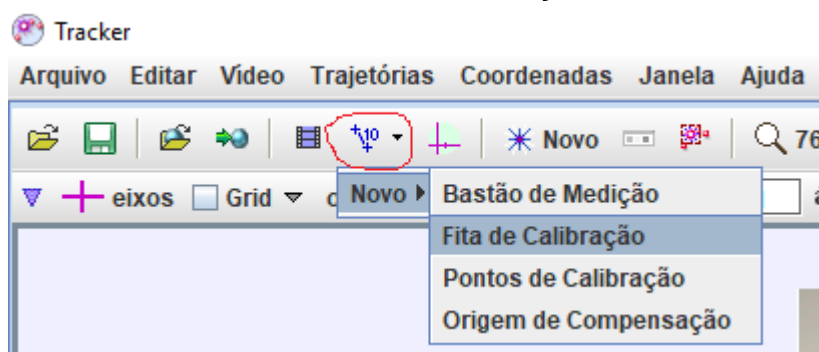 Tracker
Arquivo Editar Vídeo Trajetórias Coordenadas Janela Ajuda
10 Novo 76
eixos Grid Novo Bastão de Medição
Fita de Calibração
Pontos de Calibração
Origem de Compensação